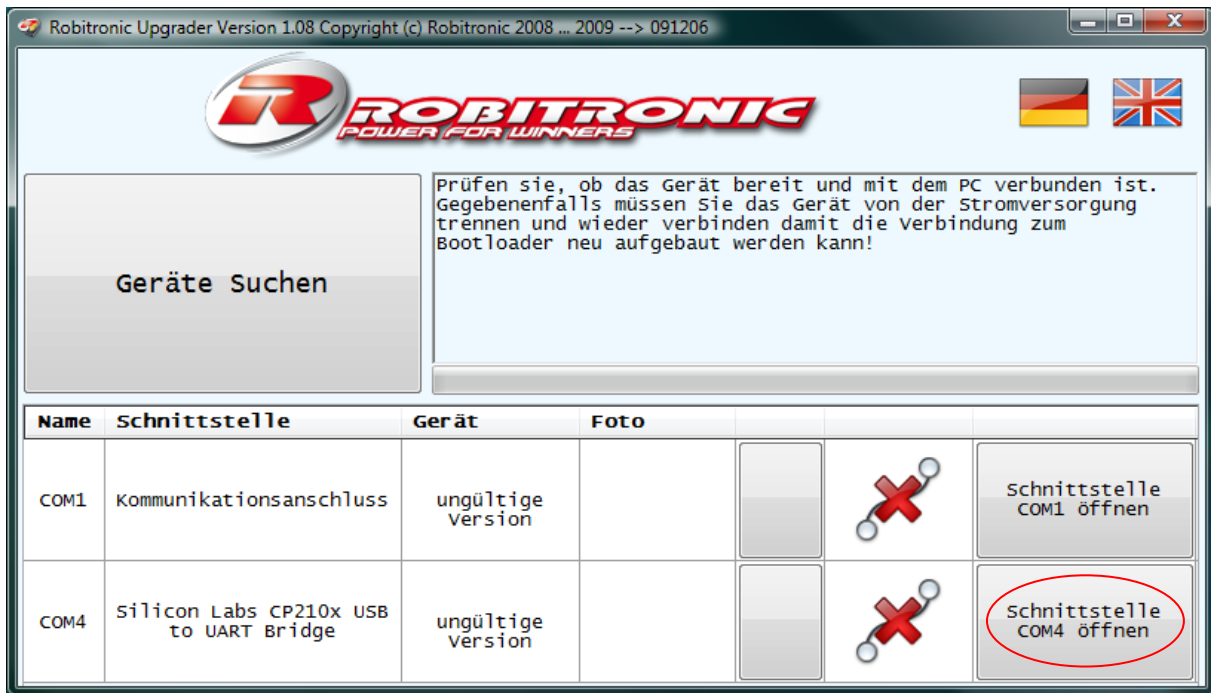 Robitronic Upgrader Version 1.08 Copyright (c) Robitronic 2008 ... 2009 --> 091206
R
ROBITRONIC
POWER FOR WINNERS
Geräte Suchen
Prüfen sie, ob das Gerät bereit und mit dem PC verbunden ist.
Gegebenenfalls müssen Sie das Gerät von der Stromversorgung
trennen und wieder verbinden damit die Verbindung zum
Bootloader neu aufgebaut werden kann!
Name Schnittstelle Gerät Foto
COM1 Kommunikationsanschluss
ungültige
Version
Schnittstelle
COM1 öffnen
COM4
Silicon Labs CP210x USB
to UART Bridge
ungültige
Version
Schnittstelle
COM4 öffnen